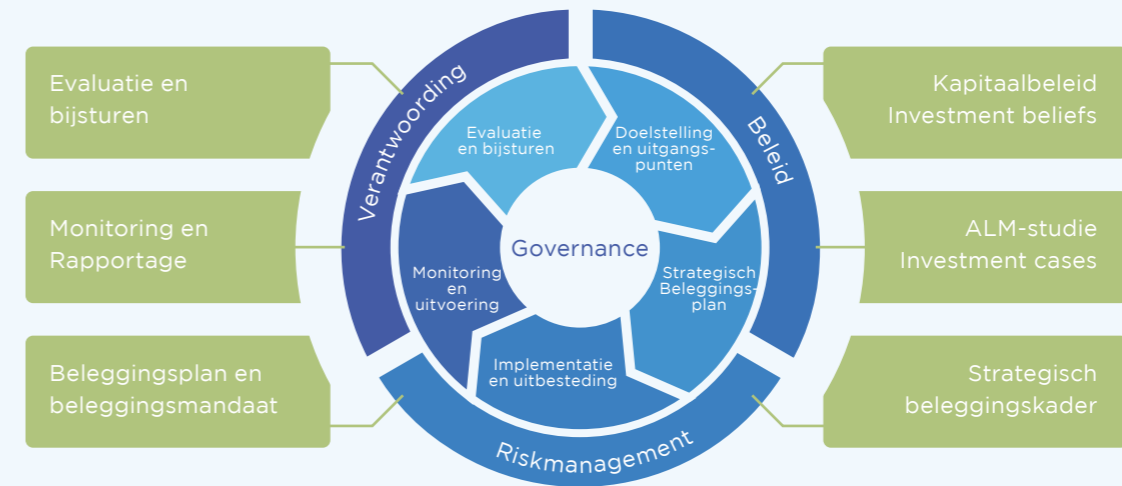 Evaluatie en
bijsturen
Monitoring en
Rapportage
Beleggingsplan en
beleggingsmandaat
Verantwoording
Beleid
Riskmanagement
Evaluatie
en bijsturen
Doelstelling
en uitgangs-
punten
Strategisch
Beleggings-
plan
Implementatie
en uitbesteding
Monitoring
en
uitvoering
Governance
Kapitaalbeleid
Investment beliefs
ALM-studie
Investment cases
Strategisch
beleggingskader